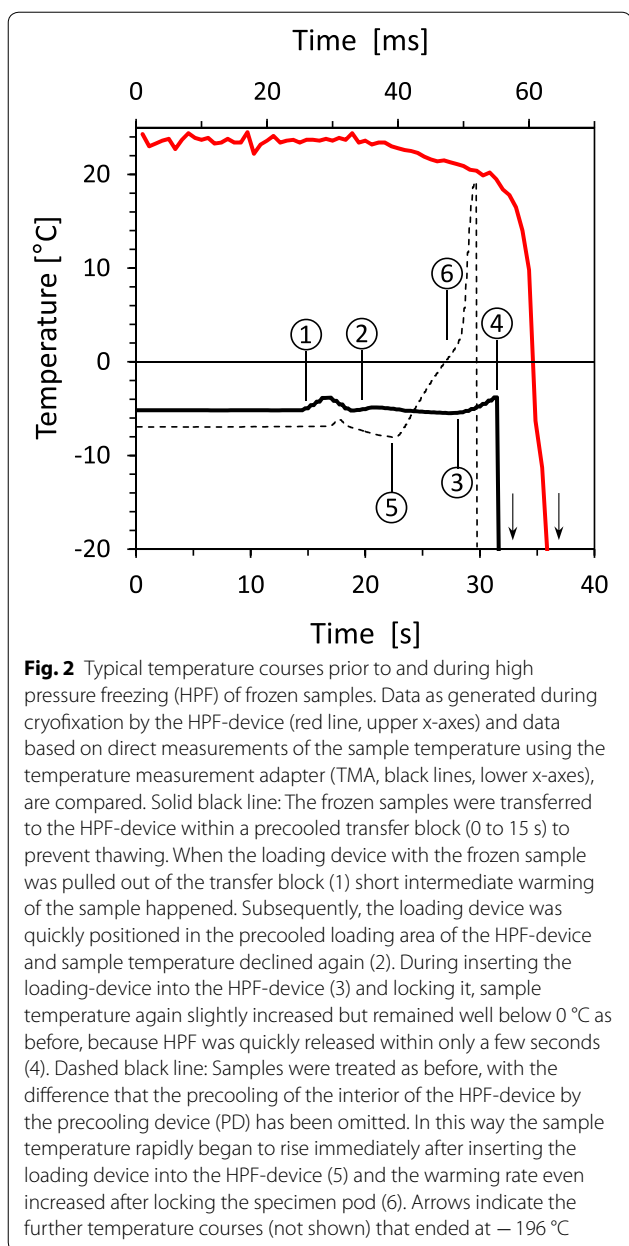 Time [ms]
0 20 40 60
Temperature [°C]
20
10
0
-10
-20
1
2
3
4
5
6
0 10 20 30 40
Time [s]
Fig. 2 Typical temperature courses prior to and during high
pressure freezing (HPF) of frozen samples. Data as generated during
cryofixation by the HPF-device (red line, upper x-axes) and data
based on direct measurements of the sample temperature using the
temperature measurement adapter (TMA, black lines, lower x-axes),
are compared. Solid black line: The frozen samples were transferred
to the HPF-device within a precooled transfer block (0 to 15 s) to
prevent thawing. When the loading device with the frozen sample
was pulled out of the transfer block (1) short intermediate warming
of the sample happened. Subsequently, the loading device was
quickly positioned in the precooled loading area of the HPF-device
and sample temperature declined again (2). During inserting the
loading-device into the HPF-device (3) and locking it, sample
temperature again slightly increased but remained well below 0 °C as
before, because HPF was quickly released within only a few seconds
(4). Dashed black line: Samples were treated as before, with the
difference that the precooling of the interior of the HPF-device by
the precooling device (PD) has been omitted. In this way the sample
temperature rapidly began to rise immediately after inserting the
loading device into the HPF-device (5) and the warming rate even
increased after locking the specimen pod (6). Arrows indicate the
further temperature courses (not shown) that ended at − 196 °C